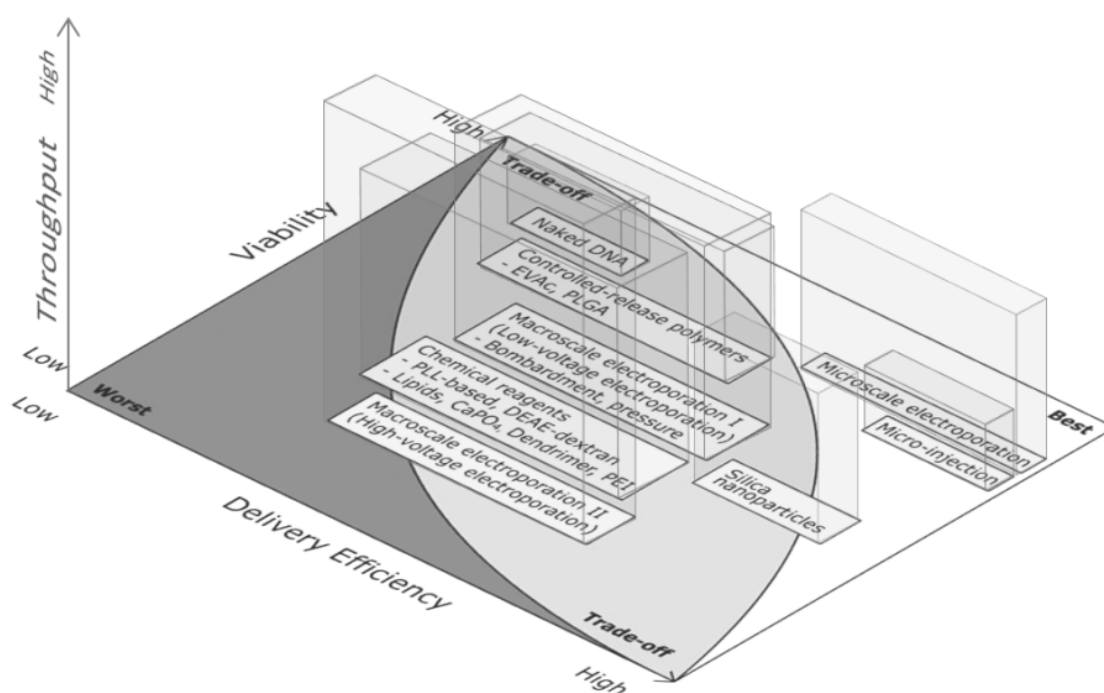 High
Throughput
Low
Low
Viability
High
Worst
Delivery Efficiency
High
Trade-off
Naked DNA
Controlled-release polymers
- EVAc, PLGA
Macroscale electroporation I
(Low-voltage electroporation)
- Bombardment, pressure
Chemical reagents
- PLL-based, DEAE-dextran
- Lipids, CaPO₄, Dendrimer, PEI
Macroscale electroporation II
(High-voltage electroporation)
Silica
nanoparticles
Microscale electroporation
Micro-injection
Best
Trade-off